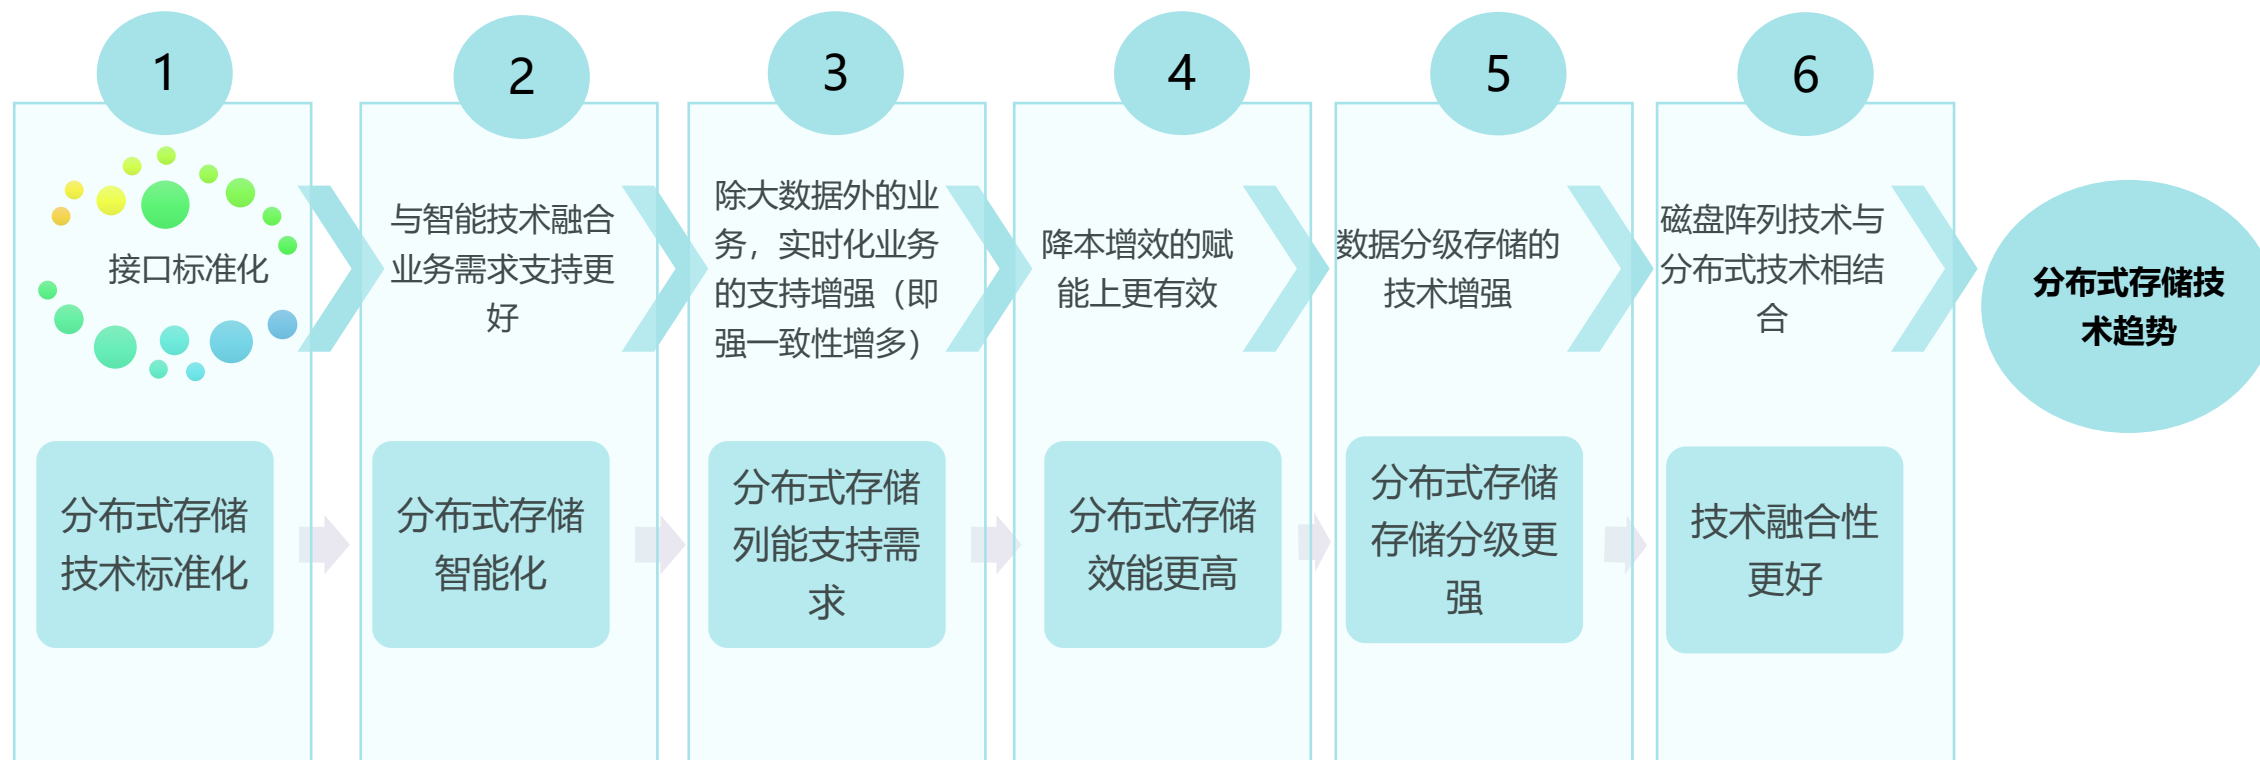 1
接口标准化
分布式存储
技术标准化
2
与智能技术融合
业务需求支持更
好
分布式存储
智能化
3
除大数据外的业
务，实时化业务
的支持增强（即
强一致性增多）
分布式存储
列能支持需
求
4
降本增效的赋
能上更有效
分布式存储
效能更高
5
数据分级存储的
技术增强
分布式存储
存储分级更
强
6
磁盘阵列技术与
分布式技术相结
合
技术融合性
更好
分布式存储技
术趋势